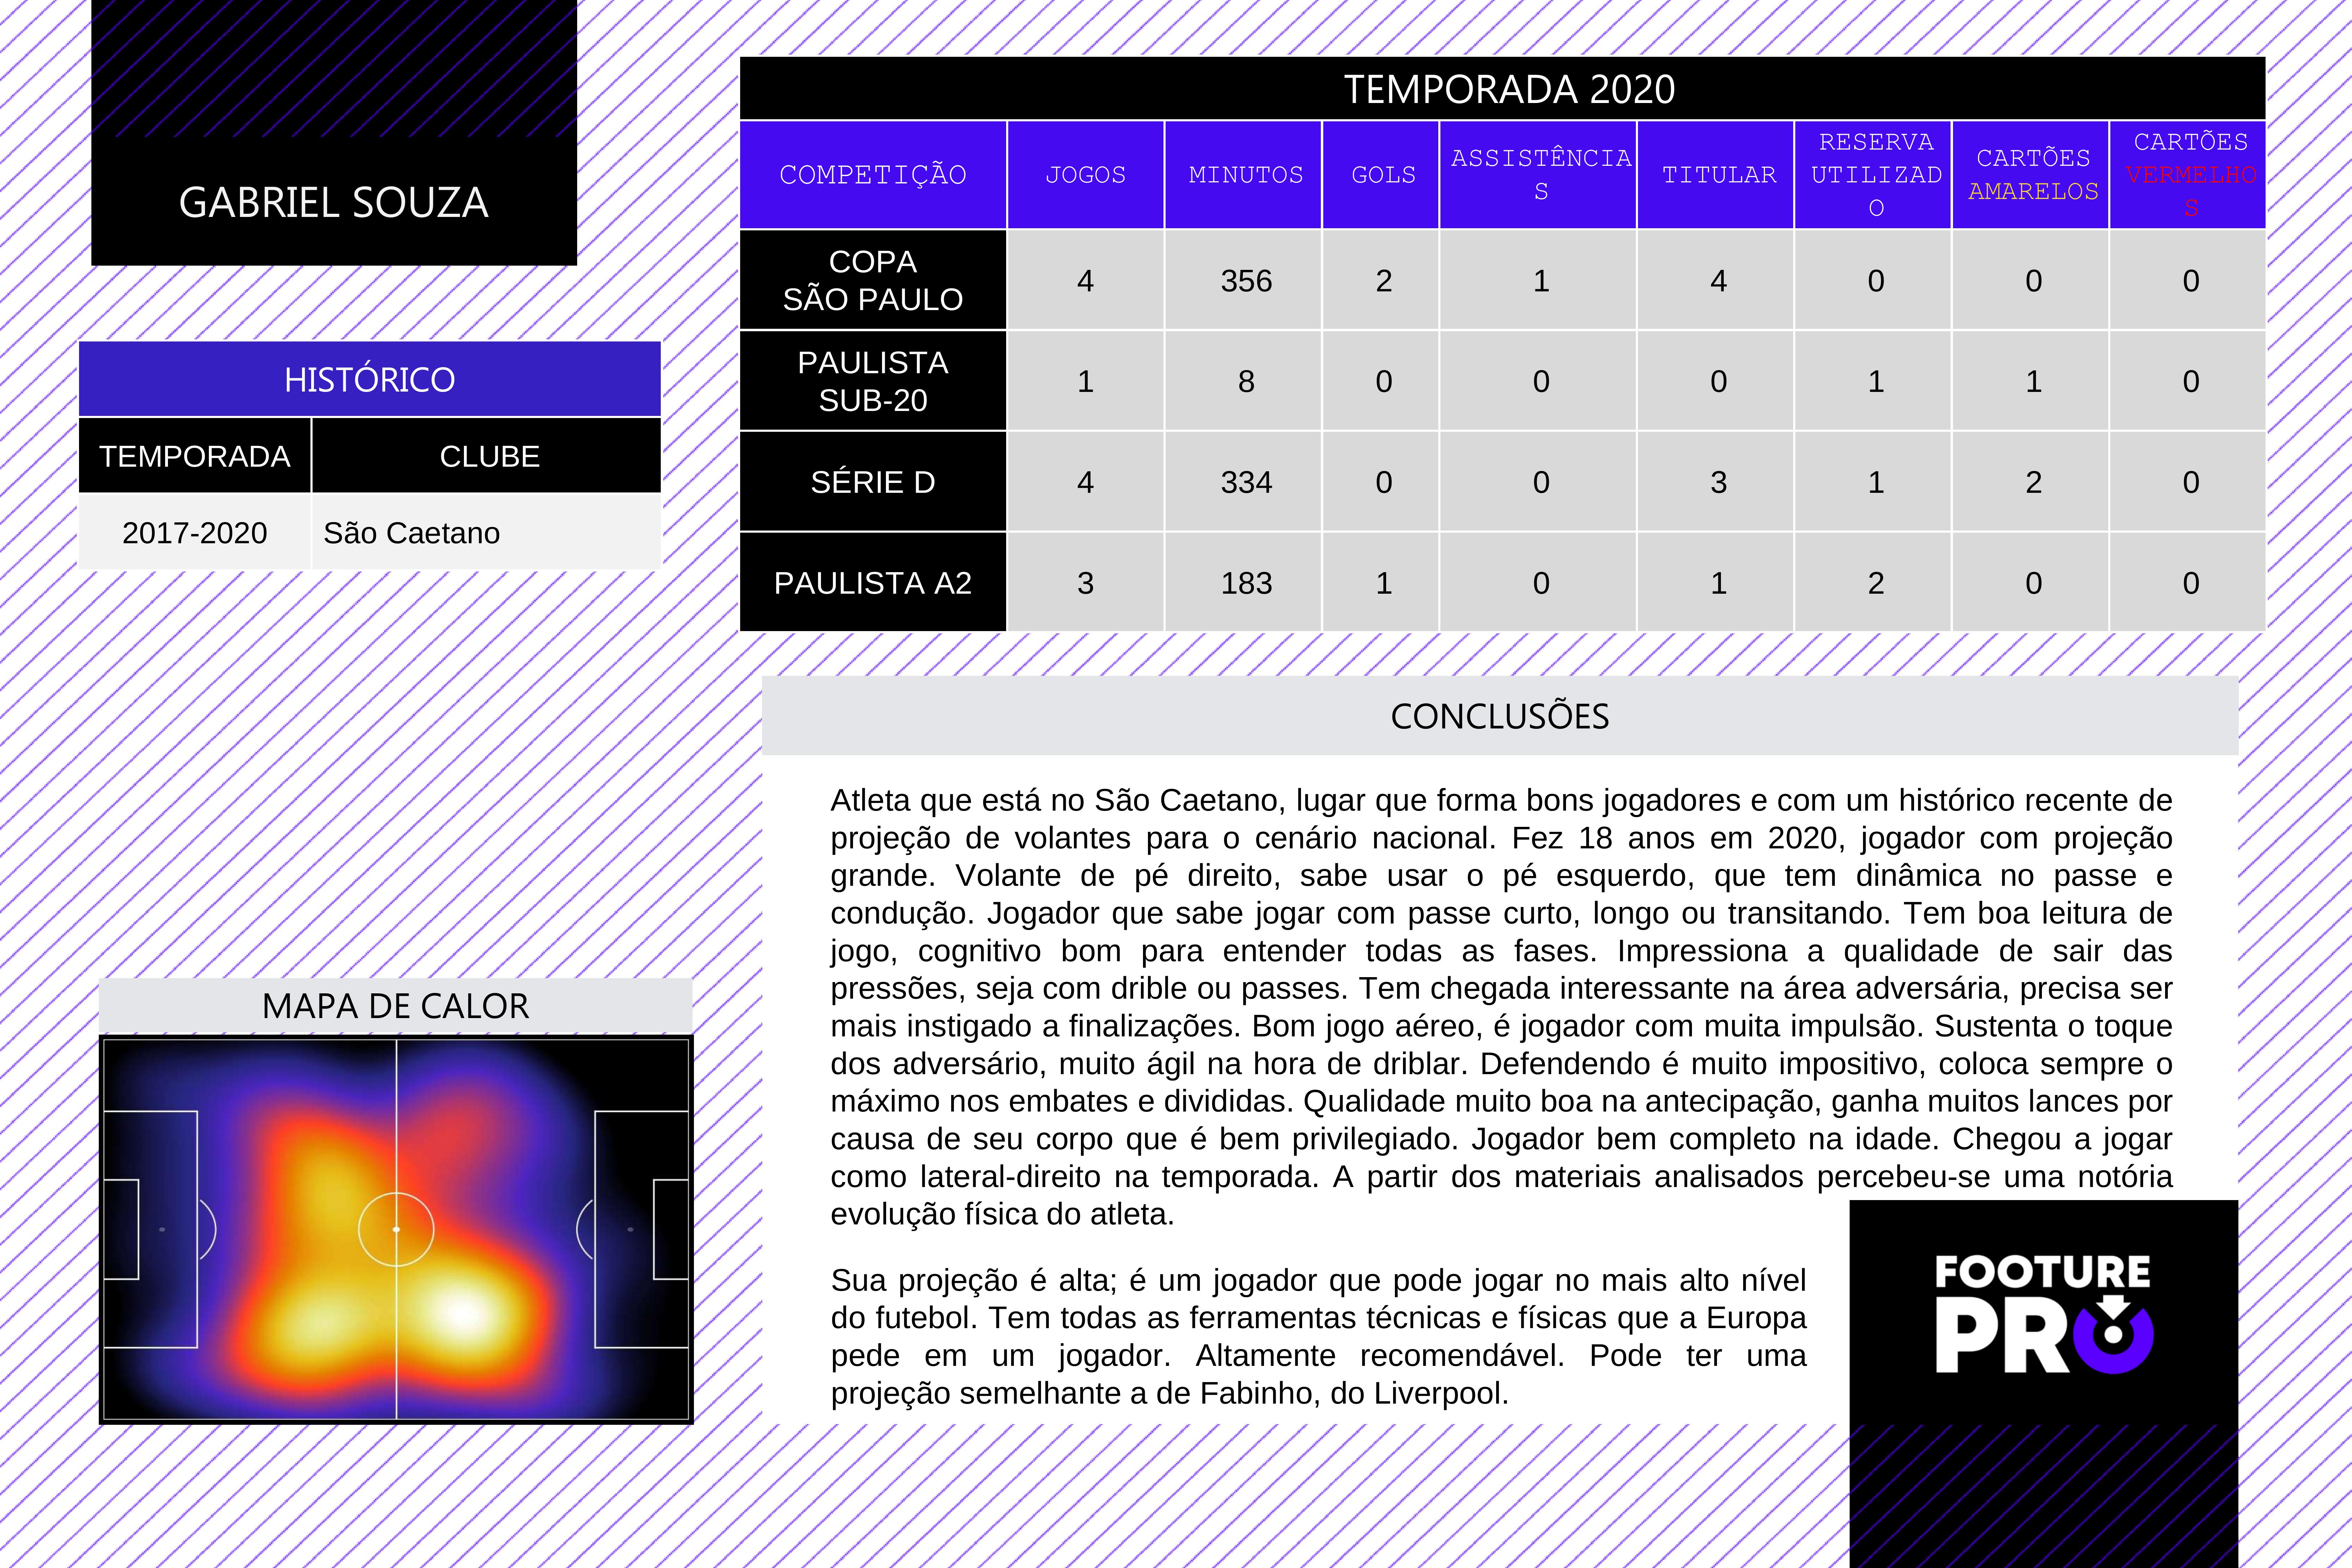 GABRIEL SOUZA
HISTÓRICO
TEMPORADA CLUBE
2017-2020 São Caetano
TEMPORADA 2020
COMPETIÇÃO JOGOS MINUTOS GOLS ASSISTÊNCIAS TITULAR RESERVA UTILIZADO CARTÕES AMARELOS CARTÕES VERMELHOS
COPA SÃO PAULO 4 356 2 1 4 0 0 0
PAULISTA SUB-20 1 8 0 0 0 1 1 0
SÉRIE D 4 334 0 0 3 1 2 0
PAULISTA A2 3 183 1 0 1 2 0 0
CONCLUSÕES
Atleta que está no São Caetano, lugar que forma bons jogadores e com um histórico recente de
projeção de volantes para o cenário nacional. Fez 18 anos em 2020, jogador com projeção
grande. Volante de pé direito, sabe usar o pé esquerdo, que tem dinâmica no passe e
condução. Jogador que sabe jogar com passe curto, longo ou transitando. Tem boa leitura de
jogo, cognitivo bom para entender todas as fases. Impressiona a qualidade de sair das
pressões, seja com drible ou passes. Tem chegada interessante na área adversária, precisa ser
mais instigado a finalizações. Bom jogo aéreo, é jogador com muita impulsão. Sustenta o toque
dos adversário, muito ágil na hora de driblar. Defendendo é muito impositivo, coloca sempre o
máximo nos embates e divididas. Qualidade muito boa na antecipação, ganha muitos lances por
causa de seu corpo que é bem privilegiado. Jogador bem completo na idade. Chegou a jogar
como lateral-direito na temporada. A partir dos materiais analisados percebeu-se uma notória
evolução física do atleta.
Sua projeção é alta; é um jogador que pode jogar no mais alto nível
do futebol. Tem todas as ferramentas técnicas e físicas que a Europa
pede em um jogador. Altamente recomendável. Pode ter uma
projeção semelhante a de Fabinho, do Liverpool.
MAPA DE CALOR
FOOTURE
PRO